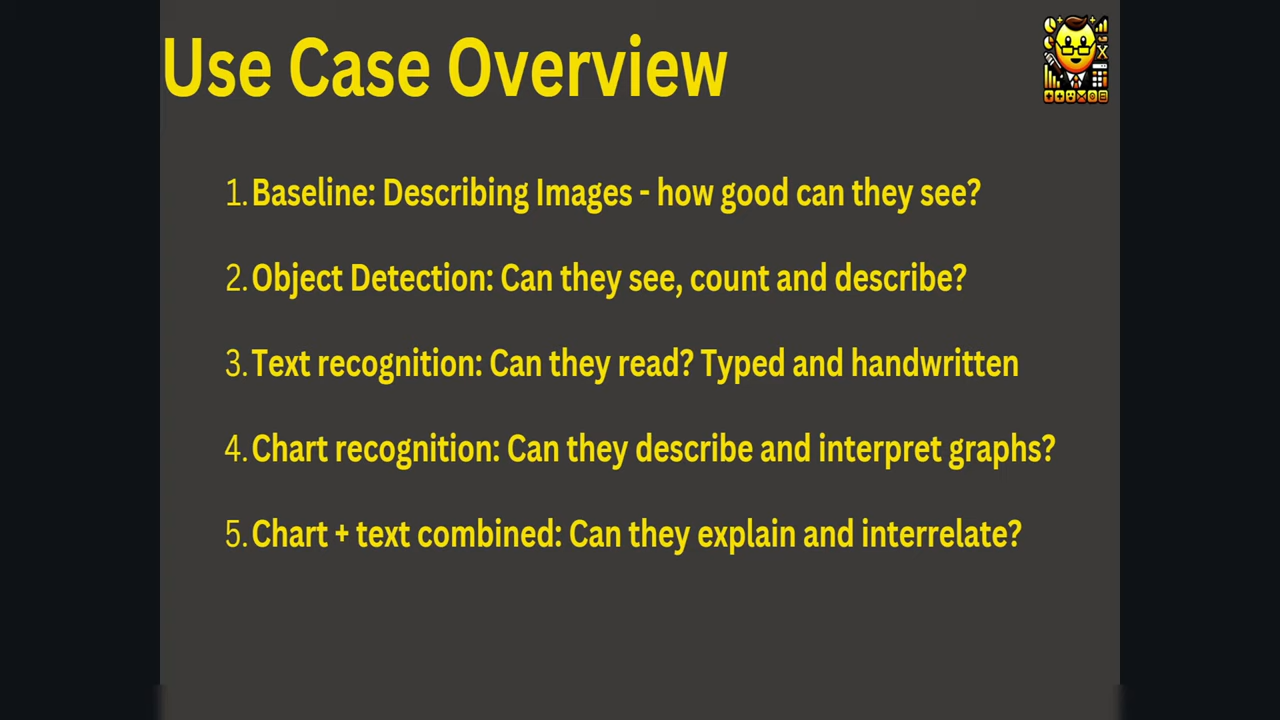 Use Case Overview
1. Baseline: Describing Images - how good can they see?
2. Object Detection: Can they see, count and describe?
3. Text recognition: Can they read? Typed and handwritten
4. Chart recognition: Can they describe and interpret graphs?
5. Chart + text combined: Can they explain and interrelate?